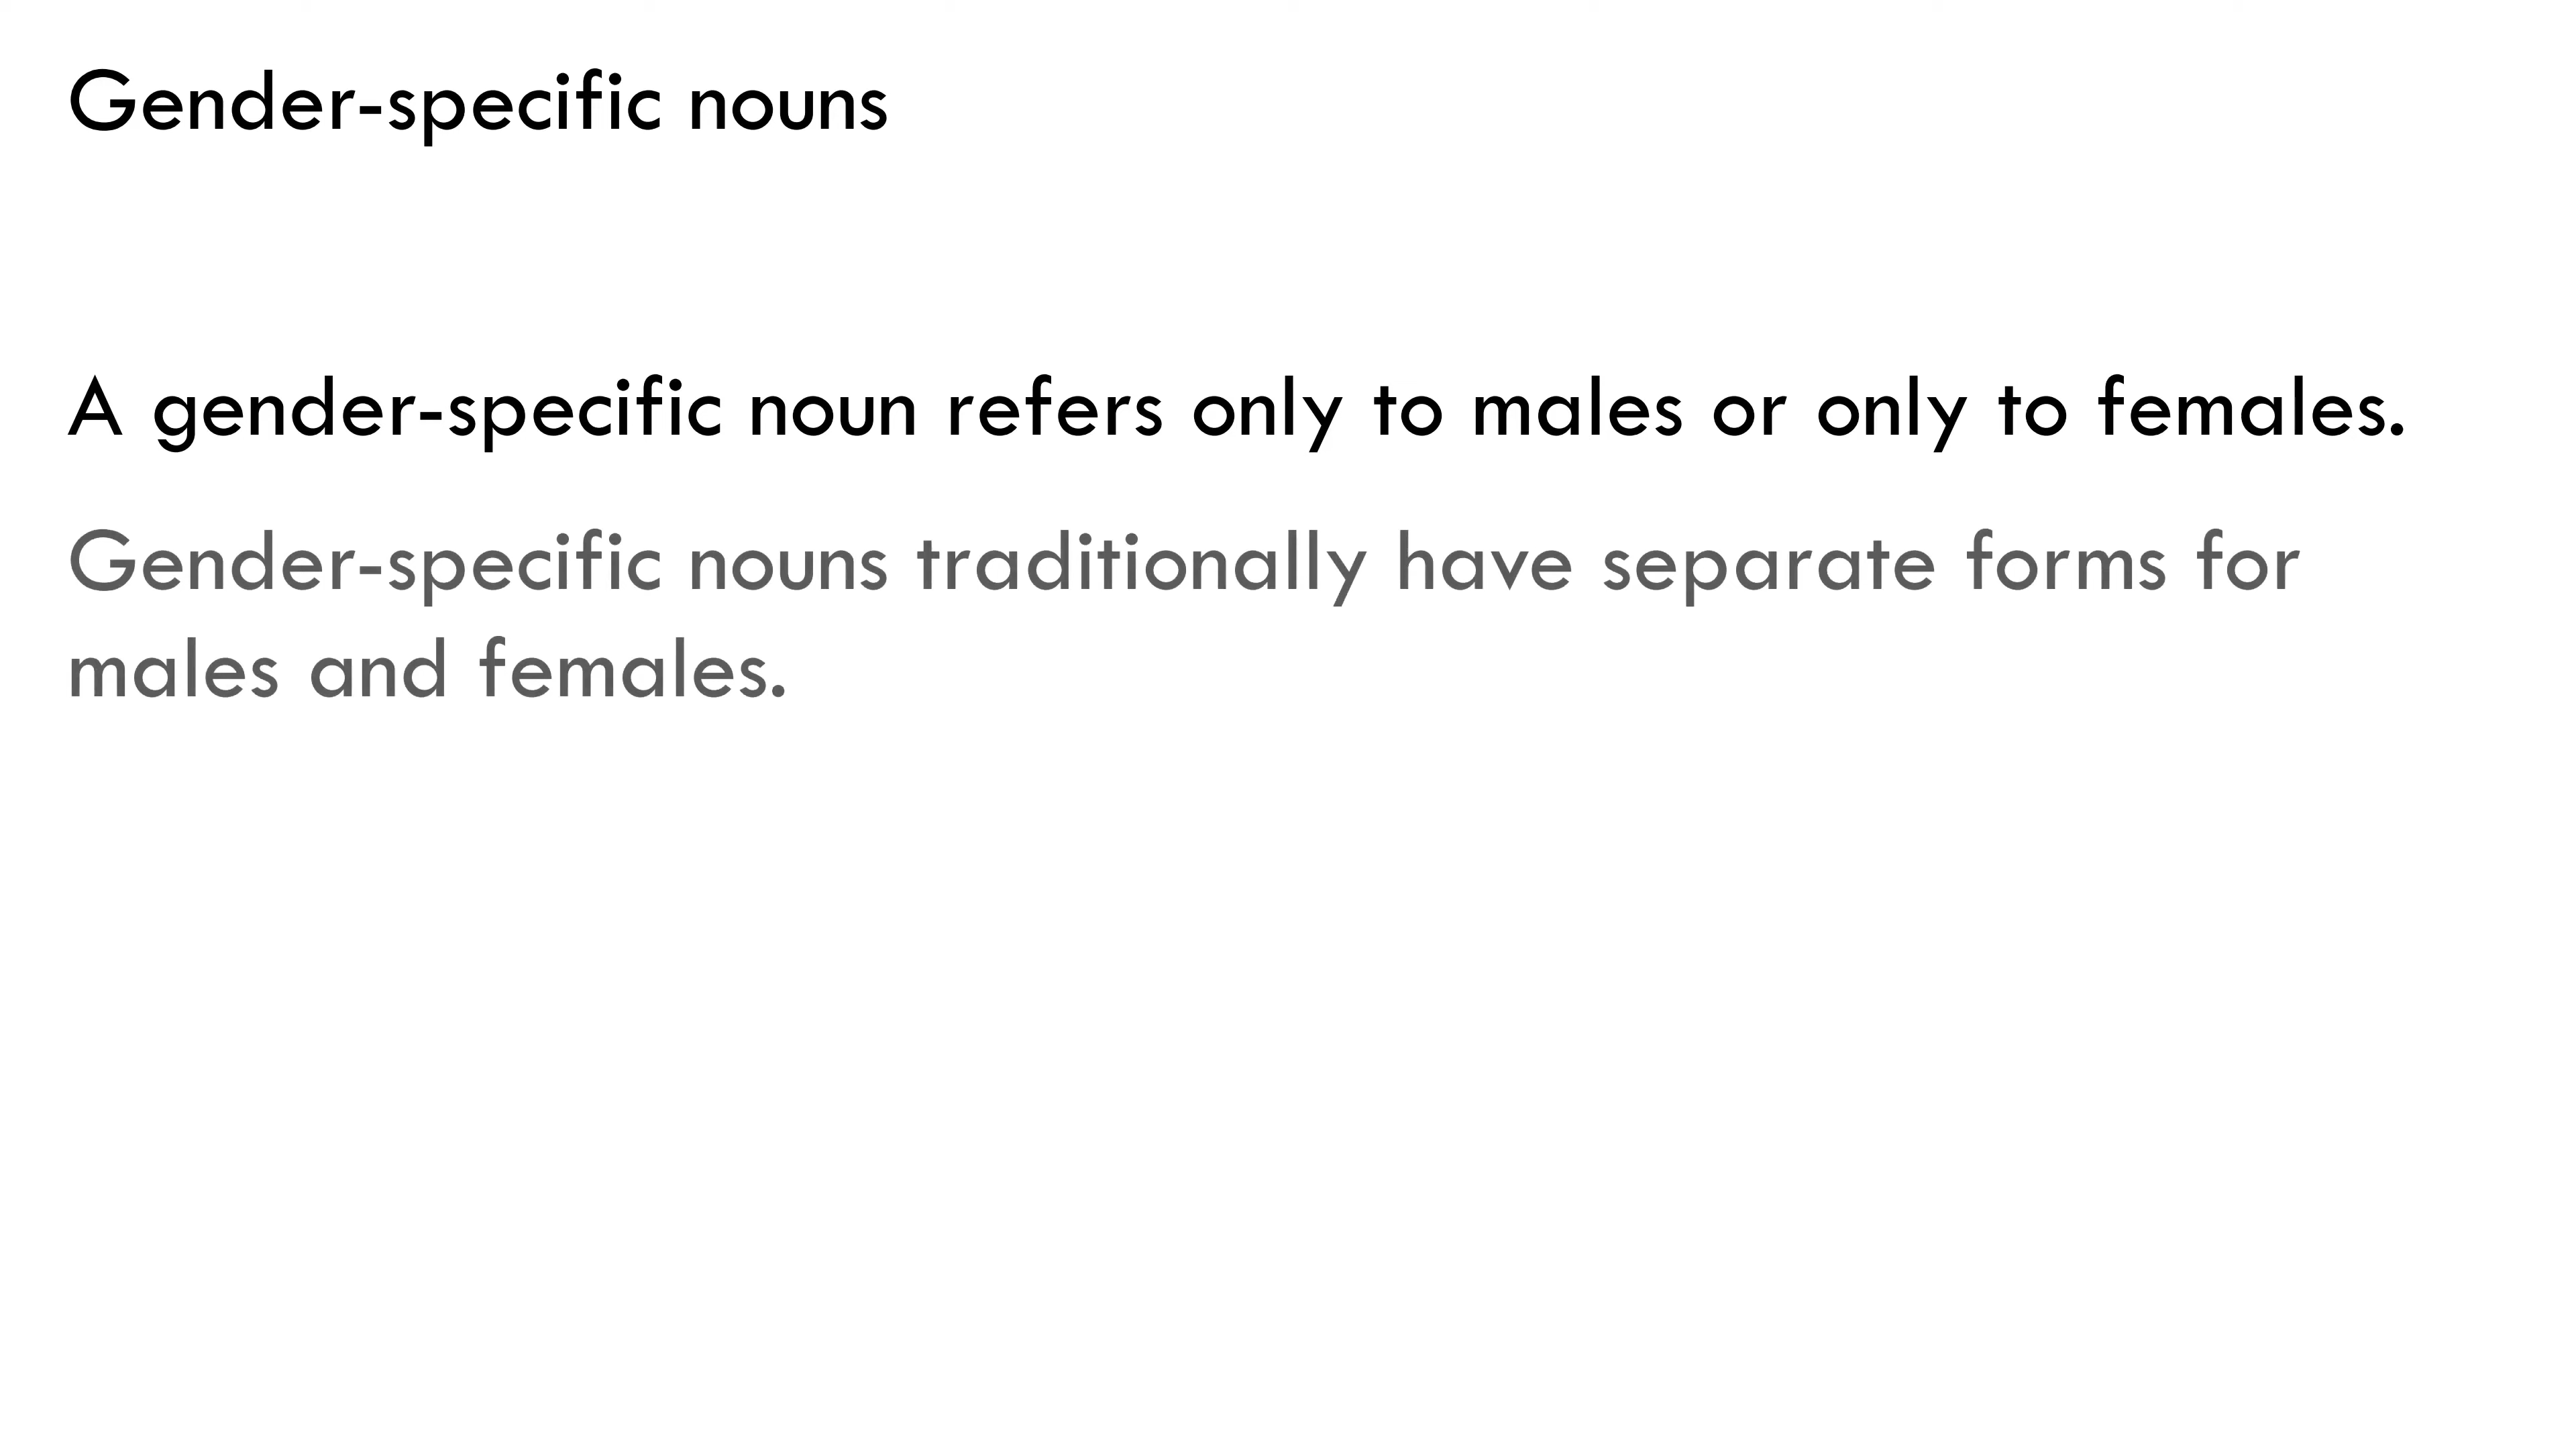 Gender-specific nouns
A gender-specific noun refers only to males or only to females.
Gender-specific nouns traditionally have separate forms for
males and females.